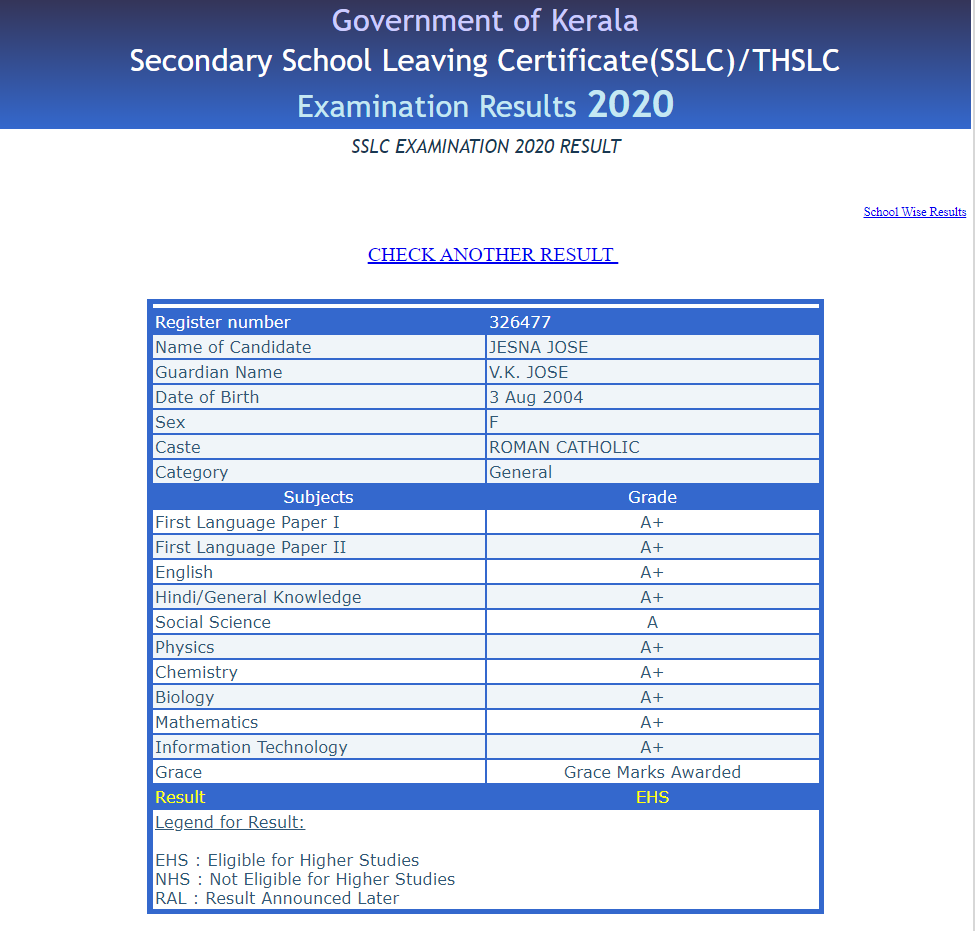 Government of Kerala
Secondary School Leaving Certificate(SSLC)/THSLC
Examination Results 2020
SSLC EXAMINATION 2020 RESULT
School Wise Results
CHECK ANOTHER RESULT
Register number 326477
Name of Candidate JESNA JOSE
Guardian Name V.K. JOSE
Date of Birth 3 Aug 2004
Sex F
Caste ROMAN CATHOLIC
Category General
Subjects Grade
First Language Paper I A+
First Language Paper II A+
English A+
Hindi/General Knowledge A+
Social Science A
Physics A+
Chemistry A+
Biology A+
Mathematics A+
Information Technology A+
Grace Grace Marks Awarded
Result EHS
Legend for Result:
EHS : Eligible for Higher Studies
NHS : Not Eligible for Higher Studies
RAL : Result Announced Later